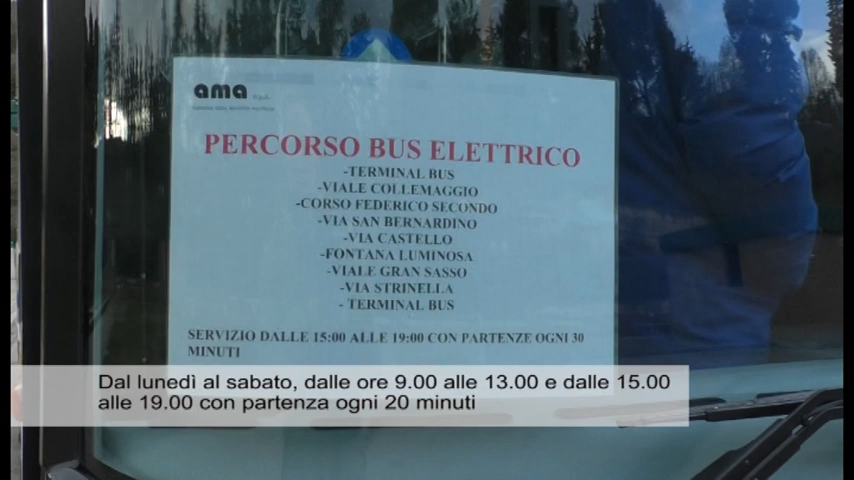 ama s.p.a.
PERCORSO BUS ELETTRICO
-TERMINAL BUS
-VIALE COLLEMAGGIO
-CORSO FEDERICO SECONDO
-VIA SAN BERNARDINO
-VIA CASTELLO
-FONTANA LUMINOSA
-VIALE GRAN SASSO
-VIA STRINELLA
- TERMINAL BUS
SERVIZIO DALLE 15:00 ALLE 19:00 CON PARTENZE OGNI 30
MINUTI
Dal lunedì al sabato, dalle ore 9.00 alle 13.00 e dalle 15.00
alle 19.00 con partenza ogni 20 minuti